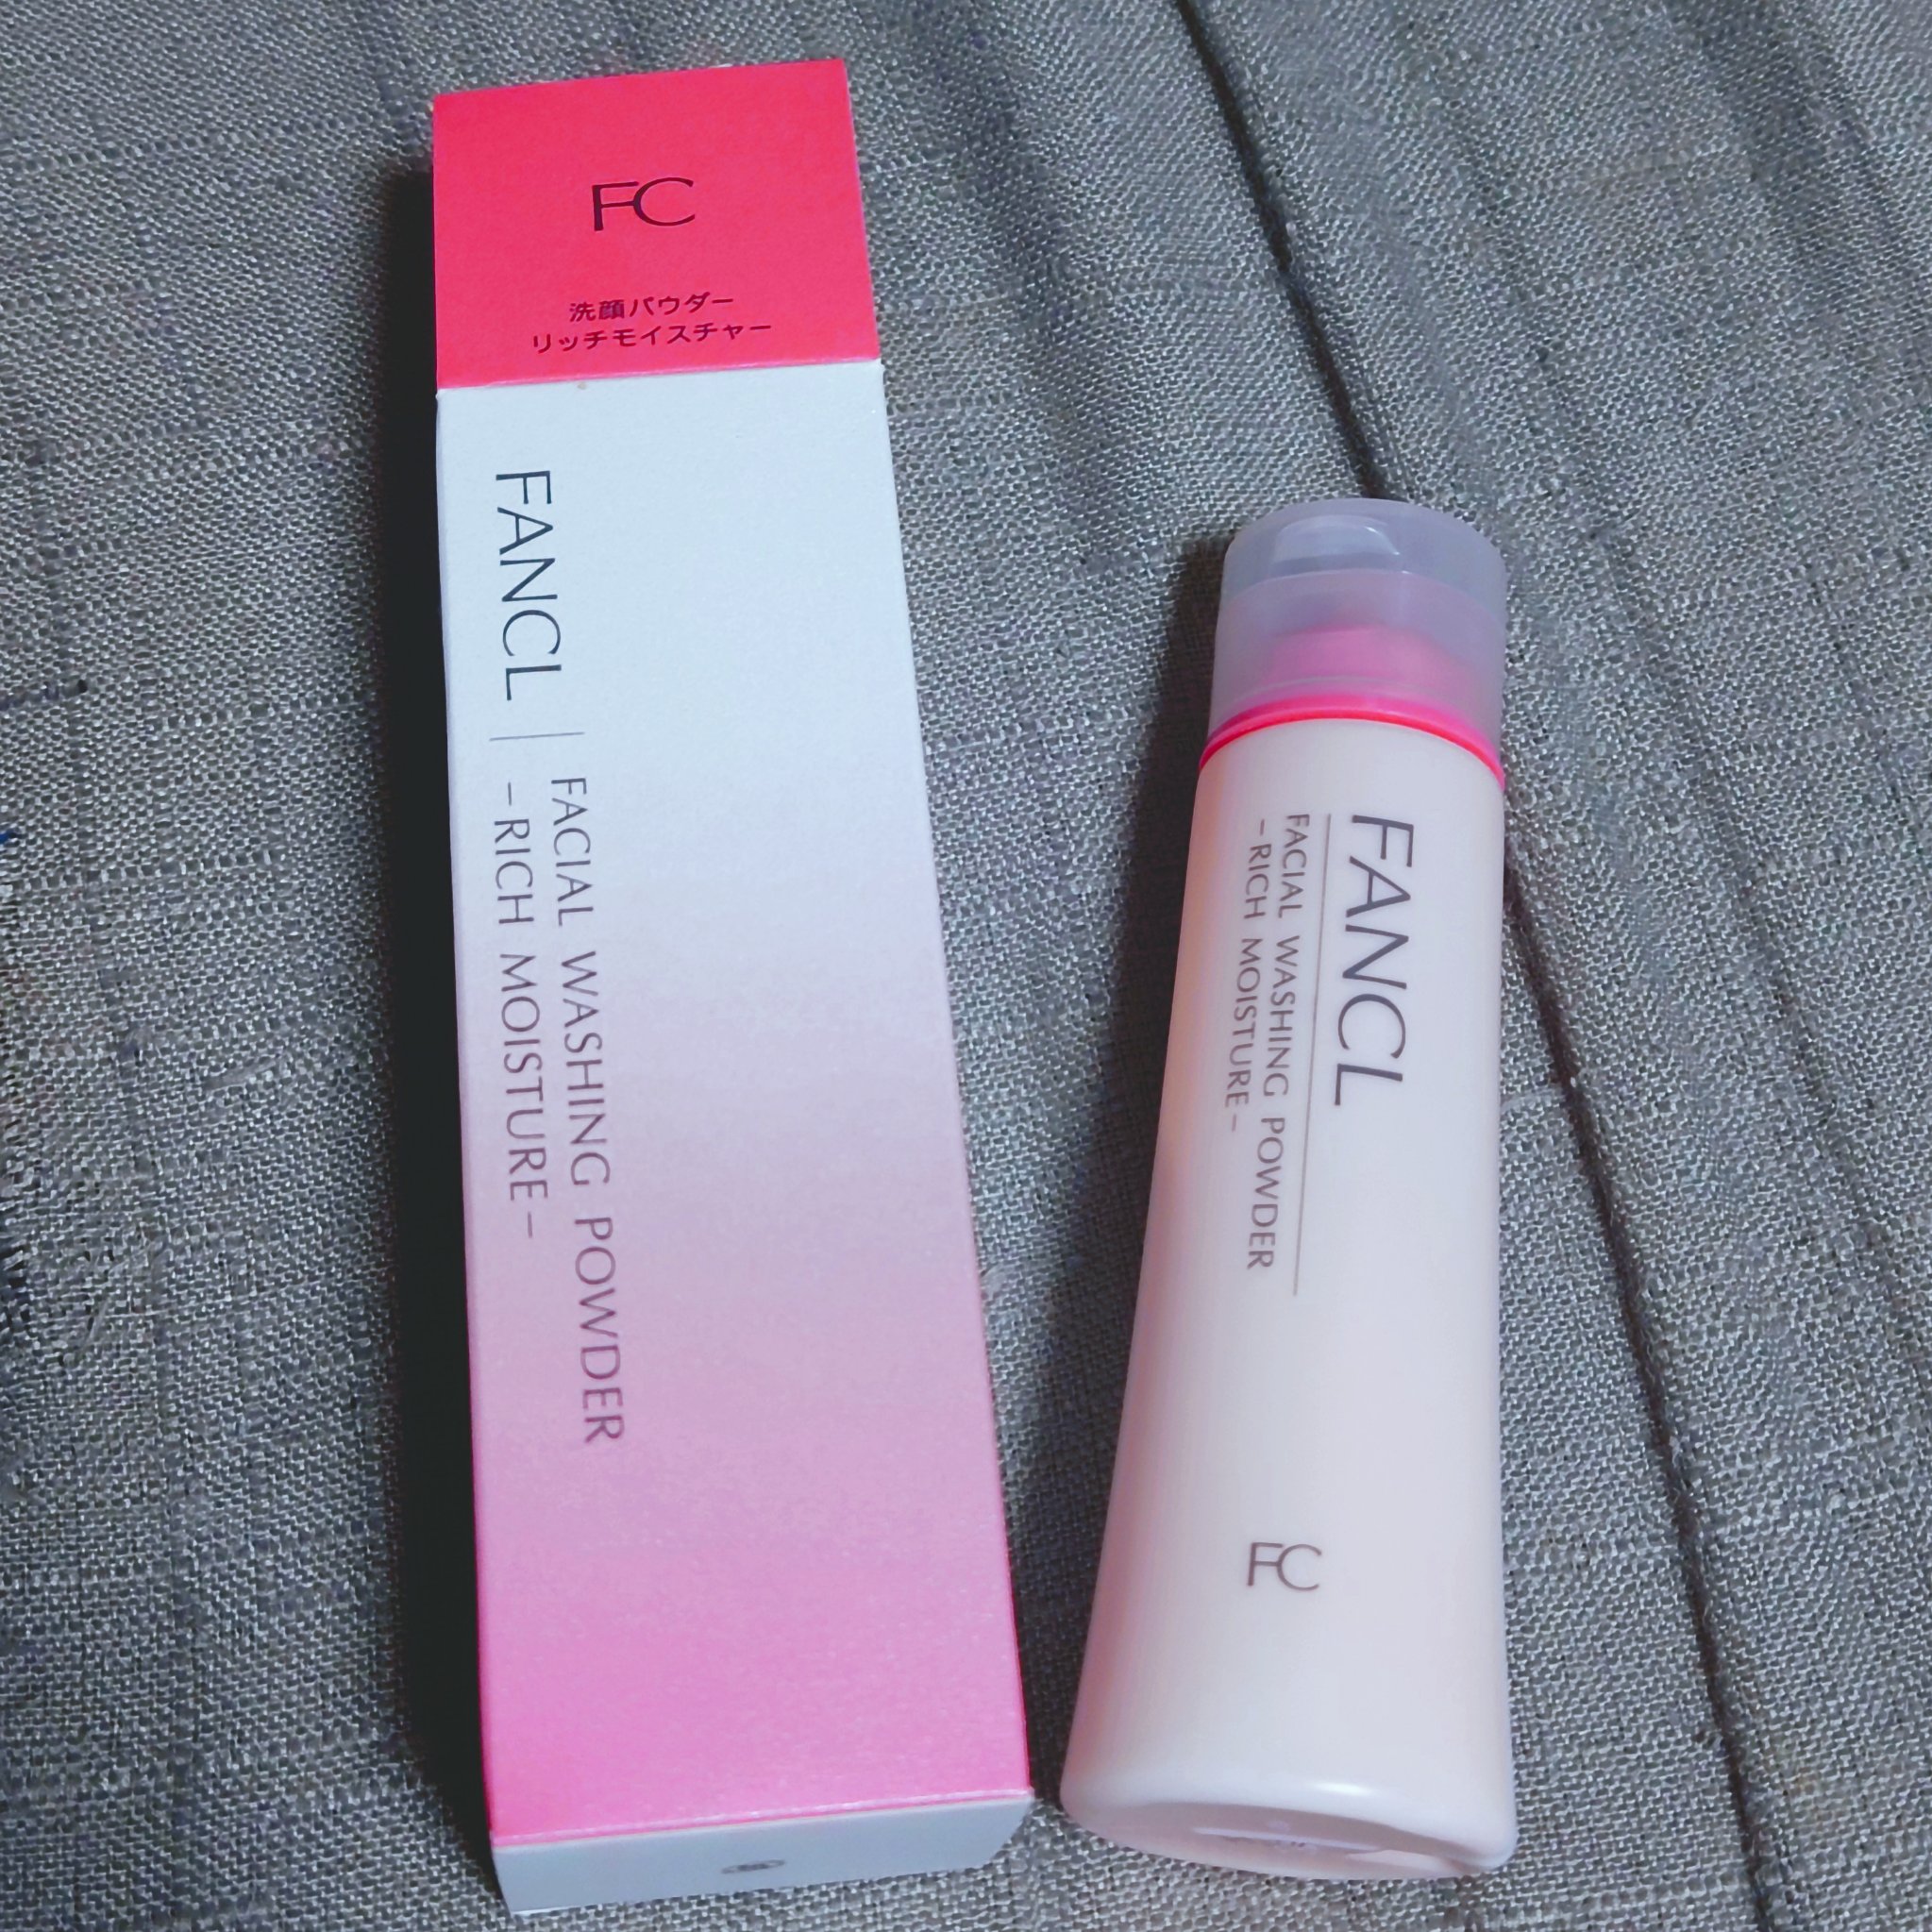 FC
洗顔パウダー
リッチモイスチャー
FANCL
FACIAL WASHING POWDER
-RICH MOISTURE-
FANCL
FACIAL WASHING POWDER
-RICH MOISTURE-
FC